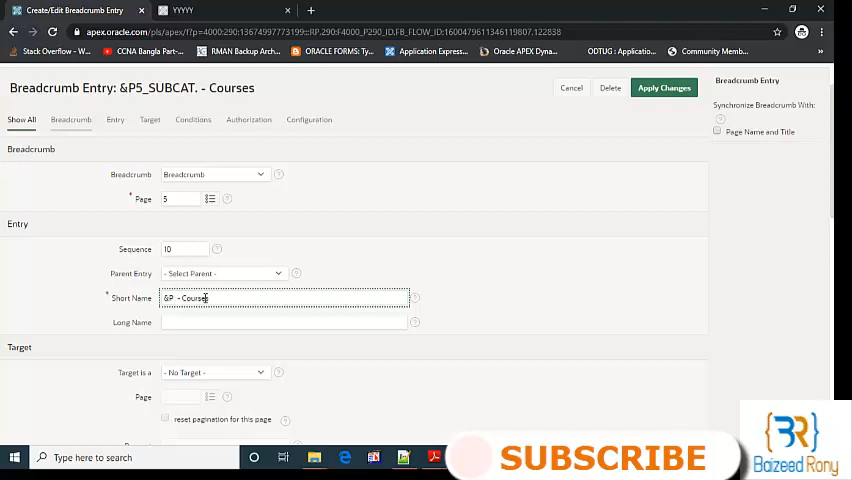 Create/Edit Breadcrumb Entry
YYYYY
apex.oracle.com/pls/apex/f?p=4000:290:13674997773199::RP,290:F4000_P290_ID,FB_FLOW_ID:16004796113461198​07,122838
Stack Overflow - W...
CCNA Bangla Part-...
RMAN Backup Arch...
ORACLE FORMS: Ty...
Application Express...
Oracle APEX Dyna...
ODTUG : Applicatio...
Community Memb...
Breadcrumb Entry: &P5_SUBCAT. - Courses
Cancel
Delete
Apply Changes
Breadcrumb Entry
Synchronize Breadcrumb With:
Page Name and Title
Show All
Breadcrumb
Entry
Target
Conditions
Authorization
Configuration
Breadcrumb
Breadcrumb Breadcrumb
* Page 5
Entry
Sequence 10
Parent Entry - Select Parent -
* Short Name &P - Courses
Long Name
Target
Target is a - No Target -
Page
reset pagination for this page
Type here to search
SUBSCRIBE
BR
Baizeed Rony